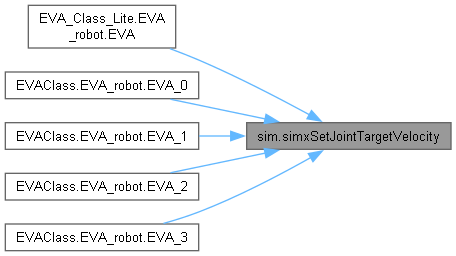 EVA_Class_Lite.EVA
_robot.EVA
EVAClass.EVA_robot.EVA_0
EVAClass.EVA_robot.EVA_1
sim.simxSetJointTargetVelocity
EVAClass.EVA_robot.EVA_2
EVAClass.EVA_robot.EVA_3